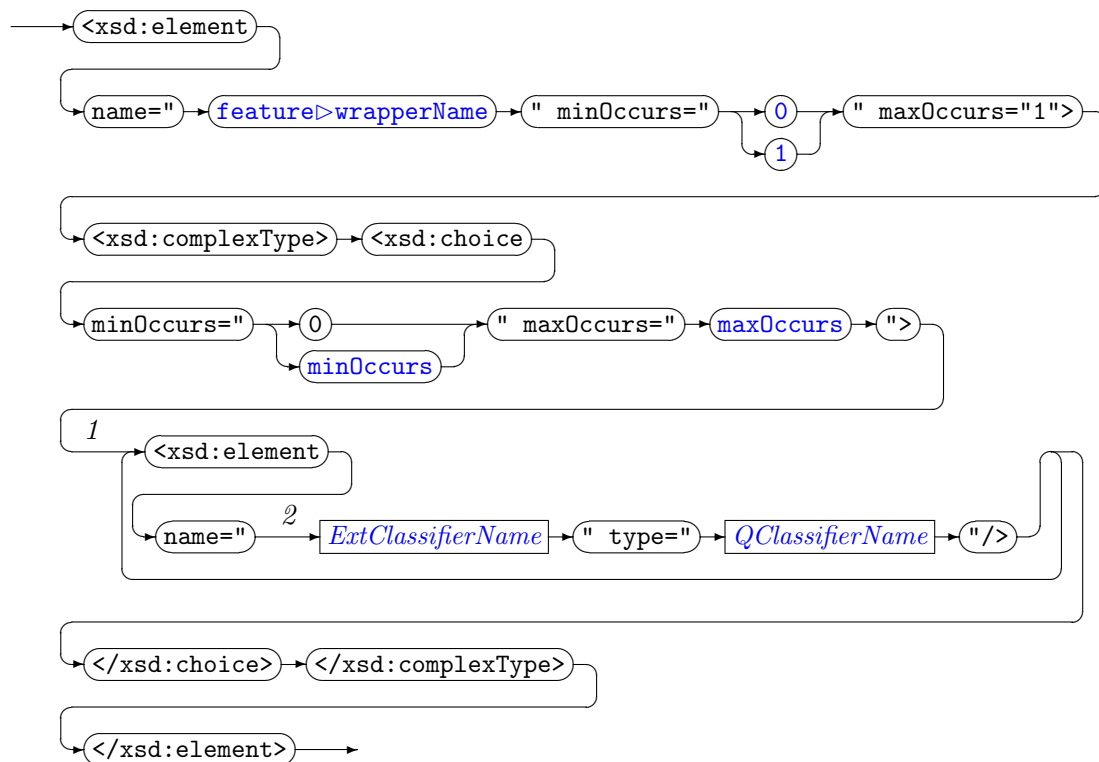 <xsd:element
name=" feature▷wrapperName " minOccurs=" 0 " maxOccurs="1">
1
<xsd:complexType> <xsd:choice
minOccurs=" 0 " maxOccurs=" maxOccurs ">
minOccurs
1
<xsd:element
2
name=" ExtClassifierName " type=" QClassifierName "/>
</xsd:choice> </xsd:complexType>
</xsd:element>